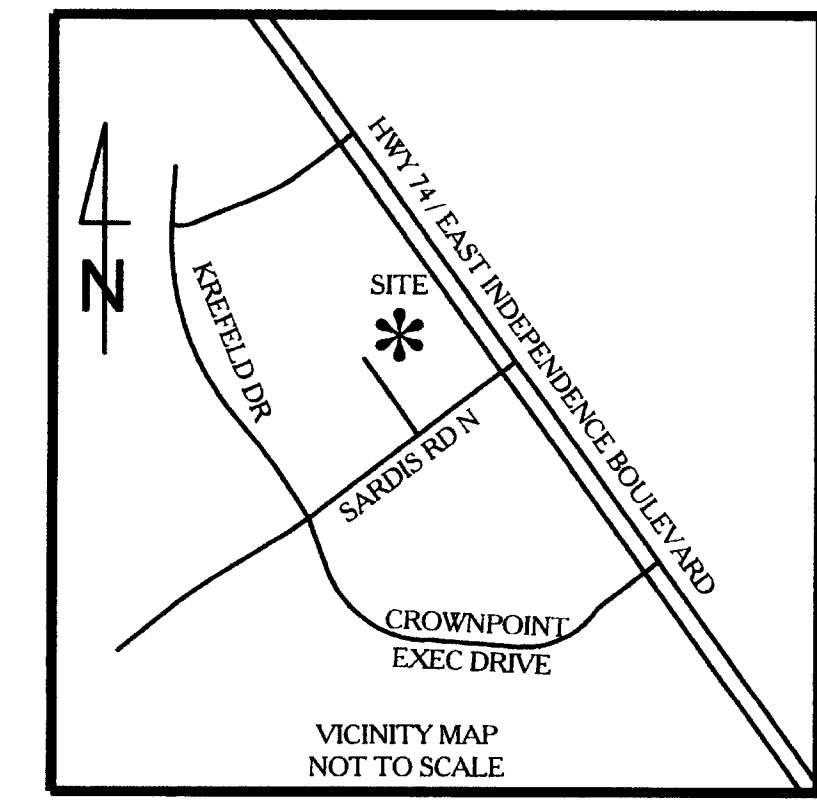 HWY 74 / EAST INDEPENDENCE BOULEVARD
N
KREFELD DR
SITE
SARDIS RD N
CROWNPOINT
EXEC DRIVE
VICINITY MAP
NOT TO SCALE